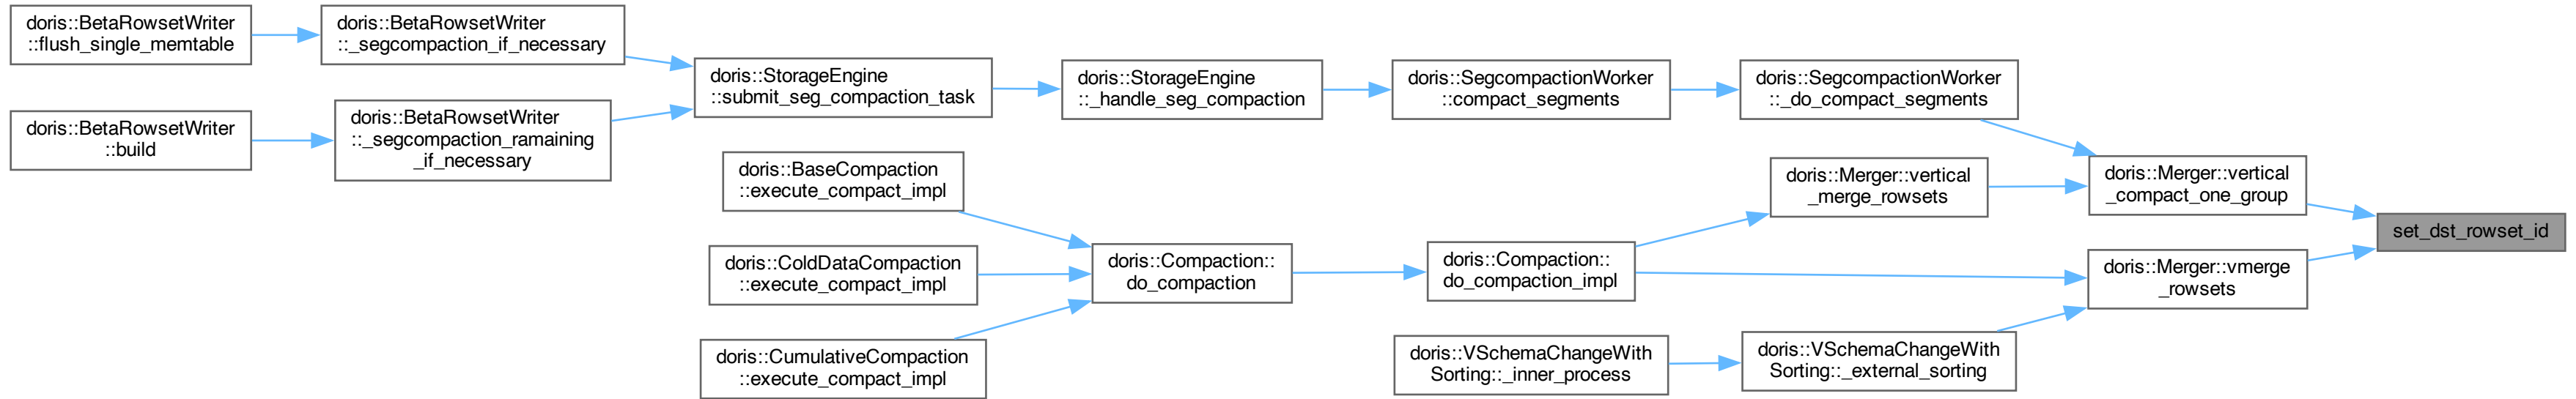 doris::BetaRowsetWriter
::flush_single_memtable
doris::BetaRowsetWriter
::_segcompaction_if_necessary
doris::BetaRowsetWriter
::build
doris::BetaRowsetWriter
::_segcompaction_ramaining
_if_necessary
doris::StorageEngine
::submit_seg_compaction_task
doris::StorageEngine
::_handle_seg_compaction
doris::SegcompactionWorker
::compact_segments
doris::SegcompactionWorker
::_do_compact_segments
doris::BaseCompaction
::execute_compact_impl
doris::ColdDataCompaction
::execute_compact_impl
doris::CumulativeCompaction
::execute_compact_impl
doris::Compaction::
do_compaction
doris::Compaction::
do_compaction_impl
doris::Merger::vertical
_merge_rowsets
doris::Merger::vertical
_compact_one_group
doris::Merger::vmerge
_rowsets
doris::VSchemaChangeWith
Sorting::_inner_process
doris::VSchemaChangeWith
Sorting::_external_sorting
set_dst_rowset_id